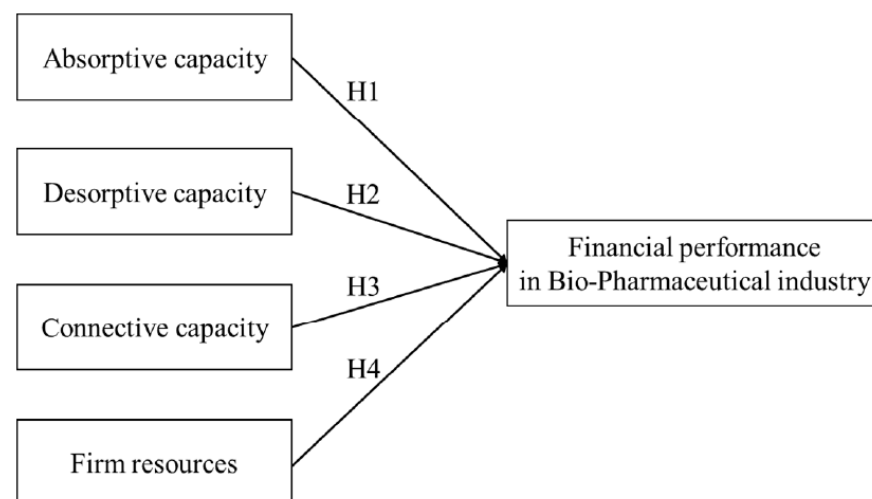 Absorptive capacity
H1
Desorptive capacity
H2
Financial performance
in Bio-Pharmaceutical industry
H3
Connective capacity
H4
Firm resources